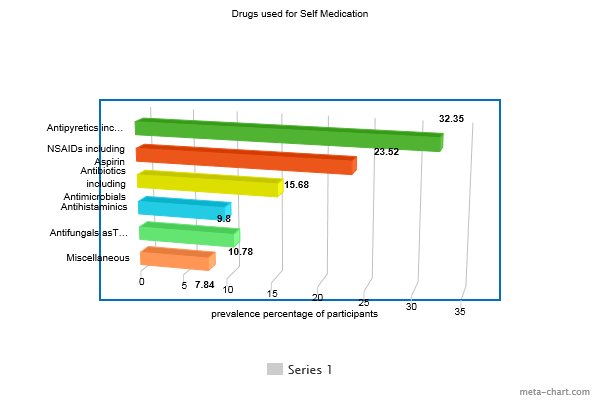 Drugs used for Self Medication
32.35
Antipyretics inc...
NSAIDs including
Aspirin
23.52
Antibiotics
including
Antimicrobials
15.68
Antihistaminics
9.8
Antifungals asT...
10.78
Miscellaneous
7.84
0
5
10
15
20
25
30
35
prevalance percentage of participants
Series 1
meta-chart.com